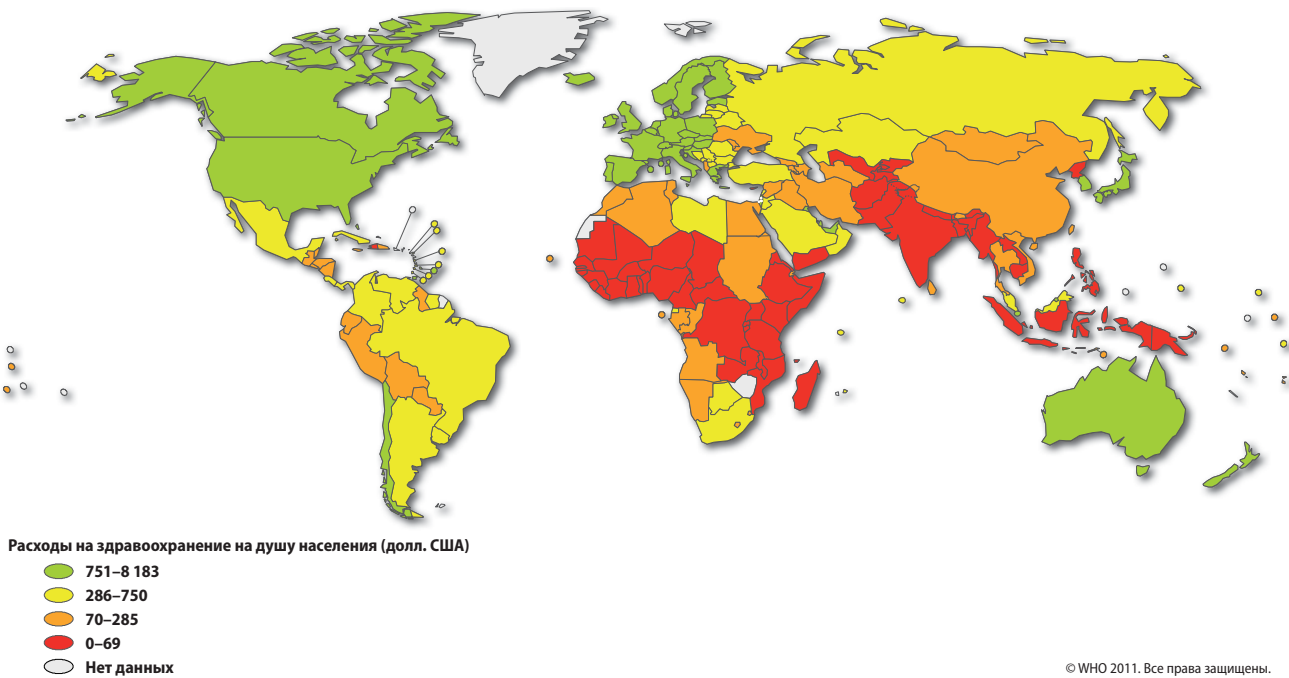 Расходы на здравоохранение на душу населения (долл. США)
751–8 183
286–750
70–285
0–69
Нет данных
© WHO 2011. Все права защищены.